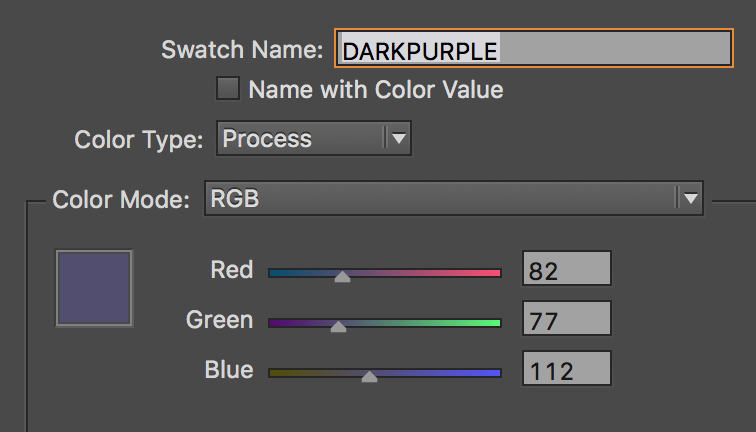 Swatch Name: DARKPURPLE
Name with Color Value
Color Type: Process
Color Mode: RGB
Red 82
Green 77
Blue 112